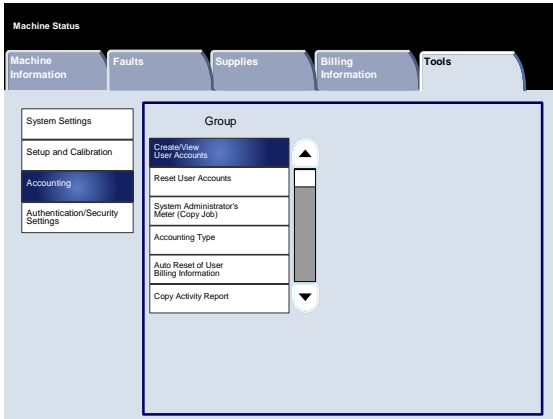 Machine Status
Machine
Information
Faults
Supplies
Billing
Information
Tools
System Settings
Setup and Calibration
Accounting
Authentication/Security
Settings
Group
Create/View
User Accounts
Reset User Accounts
System Administrator's
Meter (Copy Job)
Accounting Type
Auto Reset of User
Billing Information
Copy Activity Report